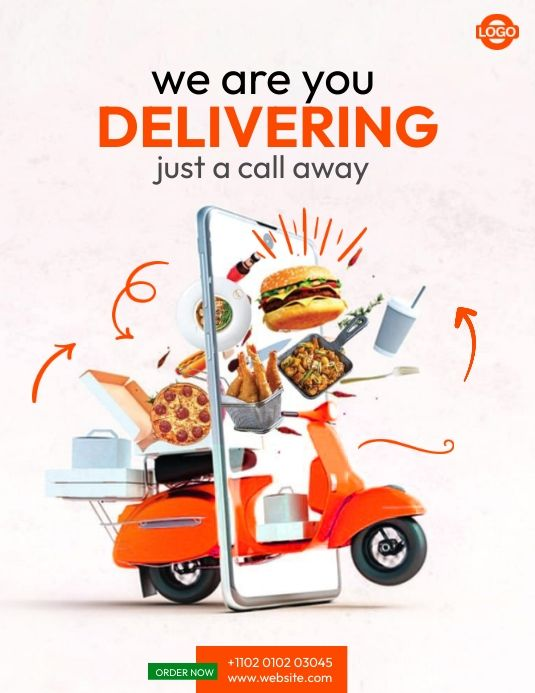 LOGO
we are you
DELIVERING
just a call away
ORDER NOW
+1102 0102 03045
www.website.com